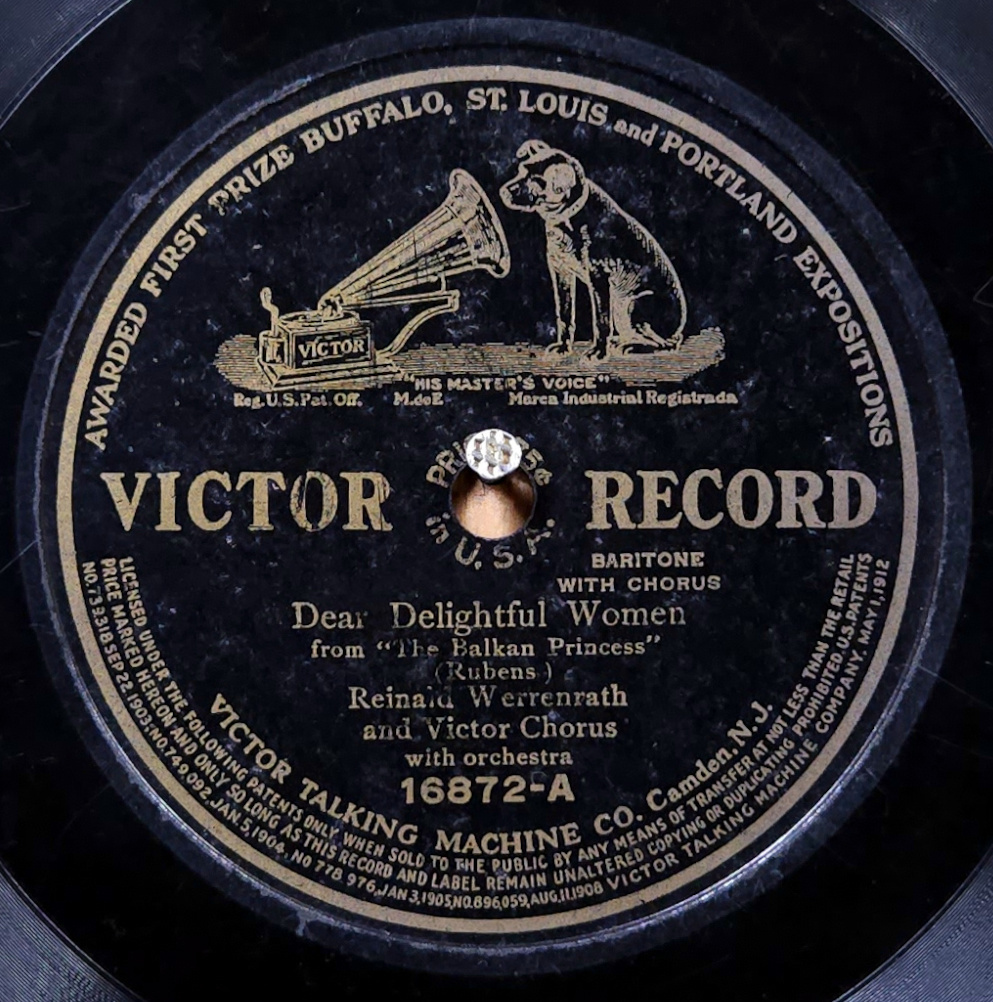 AWARDED FIRST PRIZE BUFFALO, ST. LOUIS and PORTLAND EXPOSITIONS
VICTOR
"HIS MASTER'S VOICE"
Reg. U.S. Pat. Off. M.deE Marca Industrial Registrada
VICTOR RECORD
in U.S.A.
BARITONE
WITH CHORUS
Dear Delightful Women
from "The Balkan Princess"
(Rubens)
Reinald Werrenrath
and Victor Chorus
with orchestra
16872-A
VICTOR TALKING MACHINE CO. Camden, N.J.
LICENSED UNDER THE FOLLOWING PATENTS ONLY WHEN SOLD TO THE PUBLIC BY ANY MEANS OF TRANSFER AT NOT LESS THAN THE RETAIL
PRICE MARKED HEREON AND ONLY SO LONG AS THIS RECORD AND LABEL REMAIN UNALTERED COPYING OR DUPLICATING PROHIBITED. U.S. PATENTS
NO. 739,318 SEP 22, 1903, NO. 749,092, JAN. 5, 1904, NO 778 976, JAN 3, 1905, NO. 896,059, AUG. 11, 1908 VICTOR TALKING MACHINE COMPANY. MAY 1, 1912